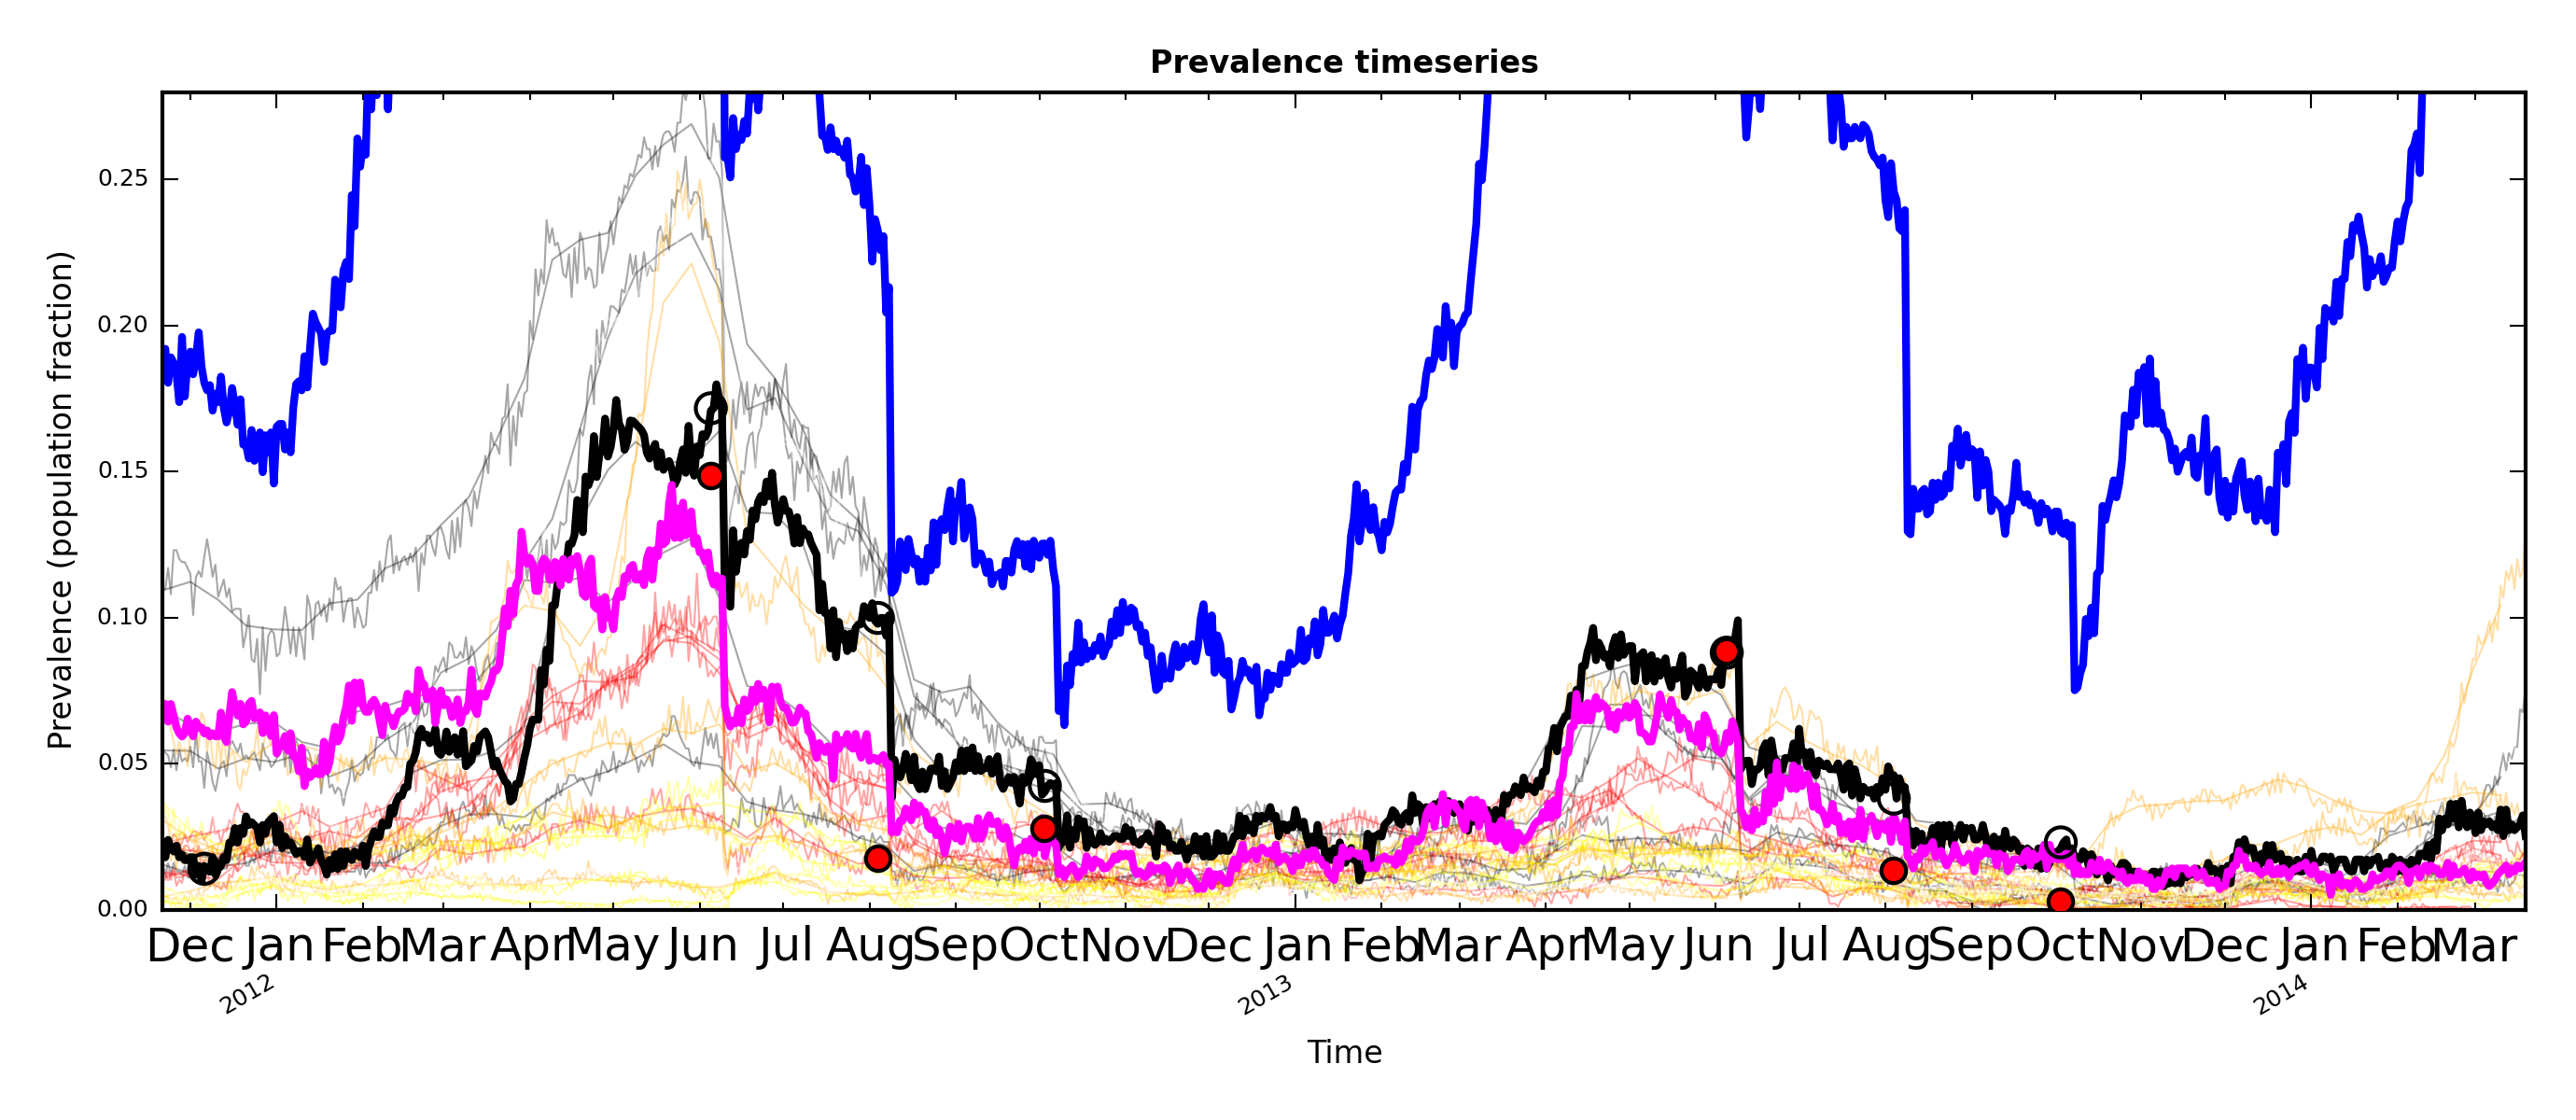 Prevalence timeseries
Prevalence (population fraction)
0.25
0.20
0.15
0.10
0.05
0.00
Dec Jan Feb Mar Apr May Jun Jul Aug Sep Oct Nov Dec Jan Feb Mar Apr May Jun Jul Aug Sep Oct Nov Dec Jan Feb Mar
2012 2013 2014
Time